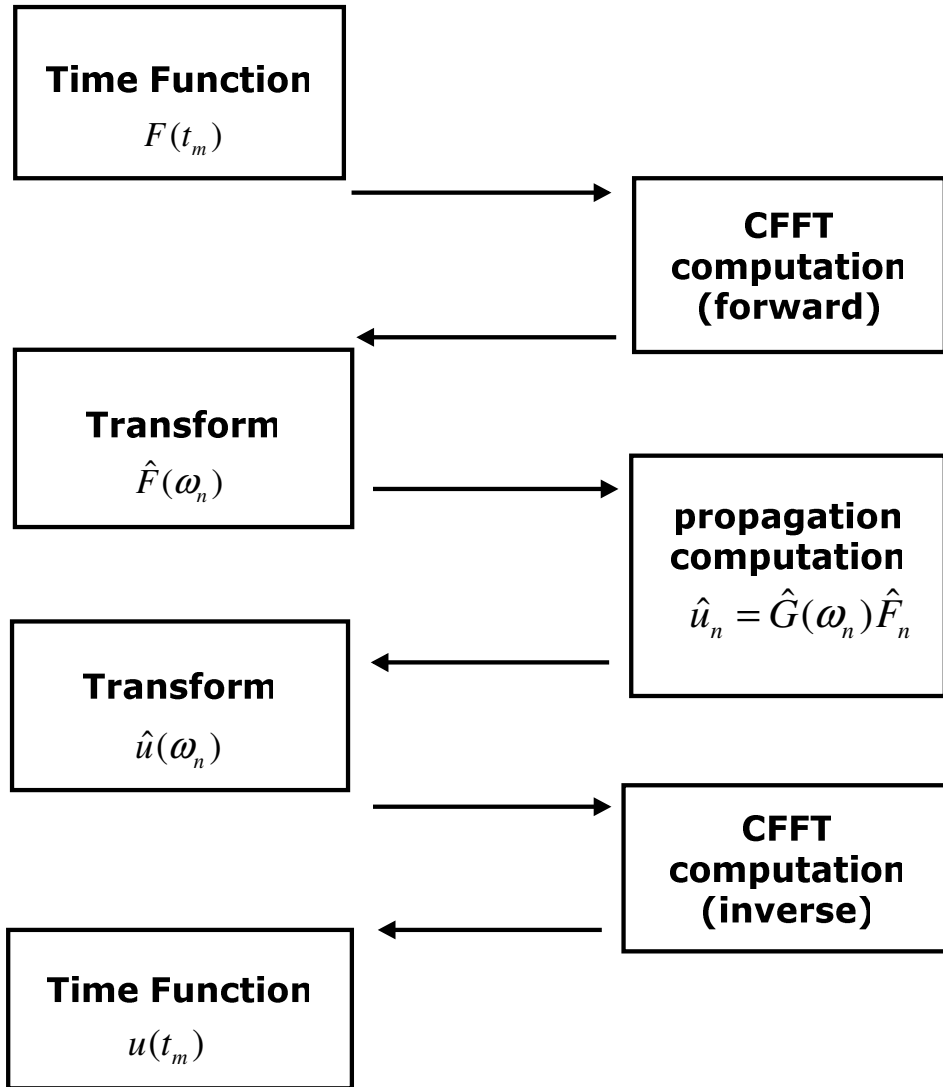 Time Function
F(t_m)
CFFT
computation
(forward)
Transform
F̂(ω_n)
propagation
computation
û_n = Ĝ(ω_n)F̂_n
Transform
û(ω_n)
CFFT
computation
(inverse)
Time Function
u(t_m)